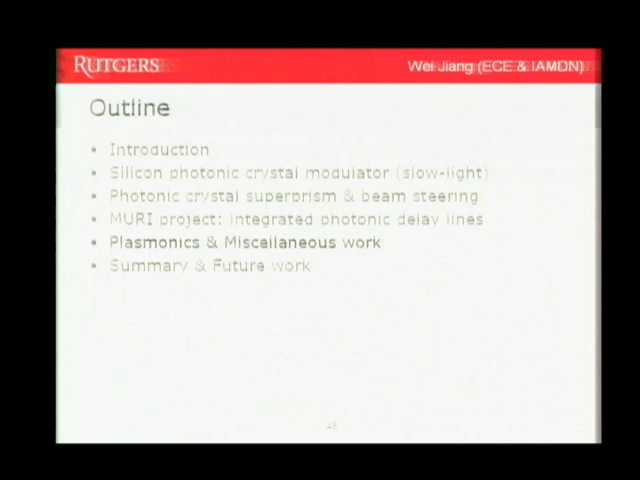 RUTGERS
Wei Jiang (ECE & IAMDN)
Outline
• Introduction
• Silicon photonic crystal modulator (slow-light)
• Photonic crystal superprism & beam steering
• MURI project: integrated photonic delay lines
• Plasmonics & Miscellaneous work
• Summary & Future work